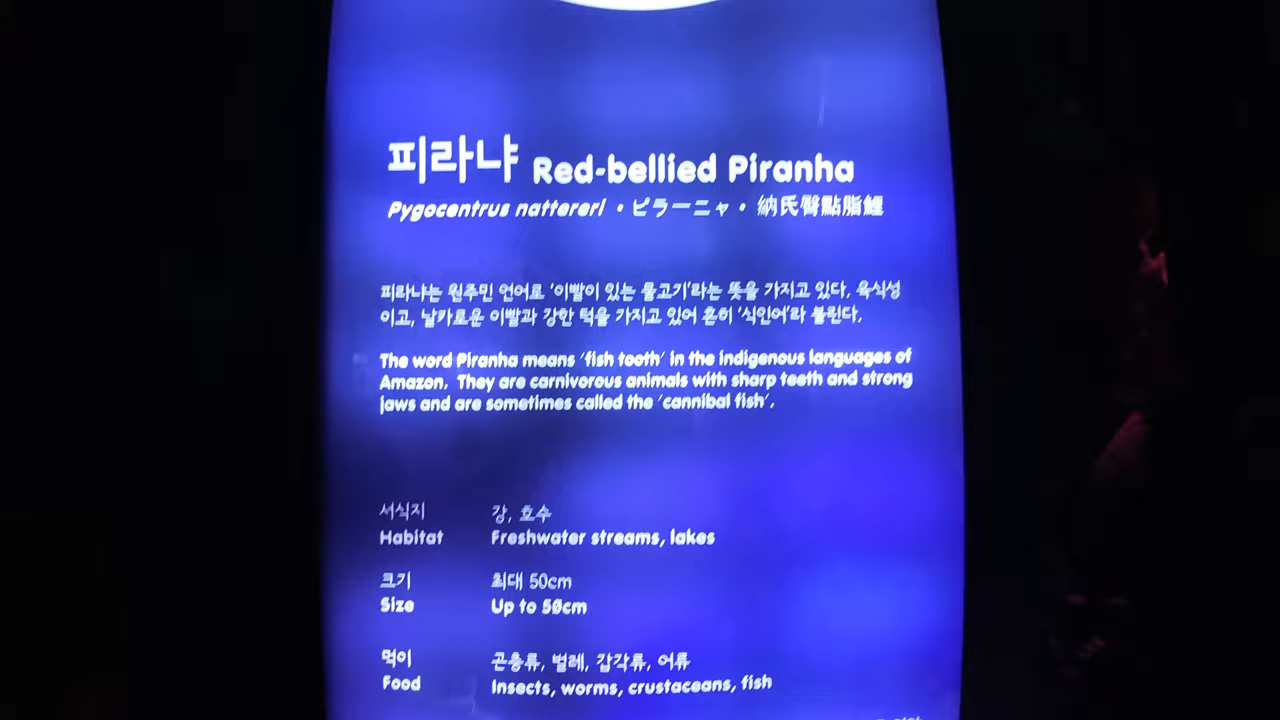 피라냐 Red-bellied Piranha
Pygocentrus nattereri • ピラーニャ • 納氏臀點脂鯉
피라냐는 원주민 언어로 '이빨이 있는 물고기'라는 뜻을 가지고 있다. 육식성
이고, 날카로운 이빨과 강한 턱을 가지고 있어 흔히 '식인어'라 불린다.
The word Piranha means 'fish tooth' in the indigenous languages of
Amazon. They are carnivorous animals with sharp teeth and strong
jaws and are sometimes called the 'cannibal fish'.
서식지 강, 호수
Habitat Freshwater streams, lakes
크기 최대 50cm
Size Up to 50cm
먹이 곤충류, 벌레, 갑각류, 어류
Food Insects, worms, crustaceans, fish